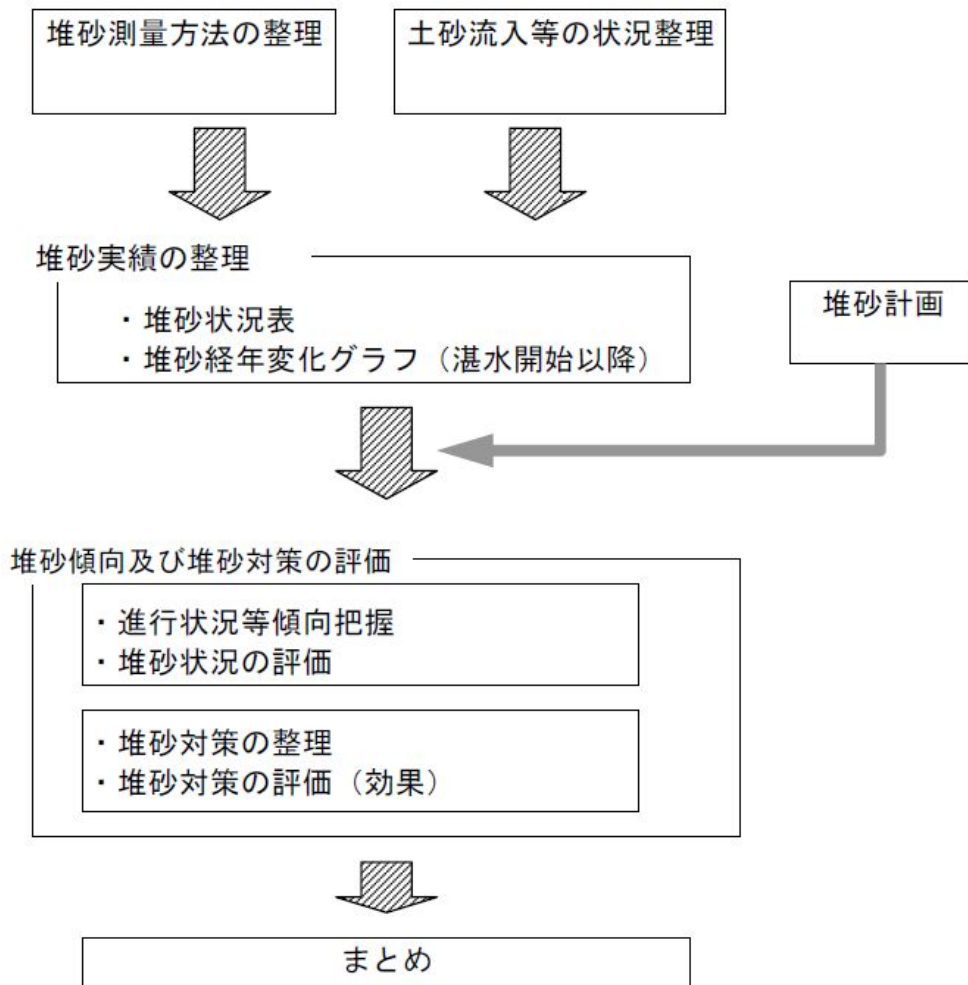 堆砂測量方法の整理
土砂流入等の状況整理
堆砂実績の整理
・堆砂状況表
・堆砂経年変化グラフ（湛水開始以降）
堆砂計画
堆砂傾向及び堆砂対策の評価
・進行状況等傾向把握
・堆砂状況の評価
・堆砂対策の整理
・堆砂対策の評価（効果）
まとめ